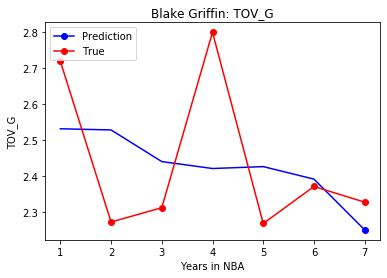 Blake Griffin: TOV_G
Prediction
True
TOV_G
2.8
2.7
2.6
2.5
2.4
2.3
1 2 3 4 5 6 7
Years in NBA